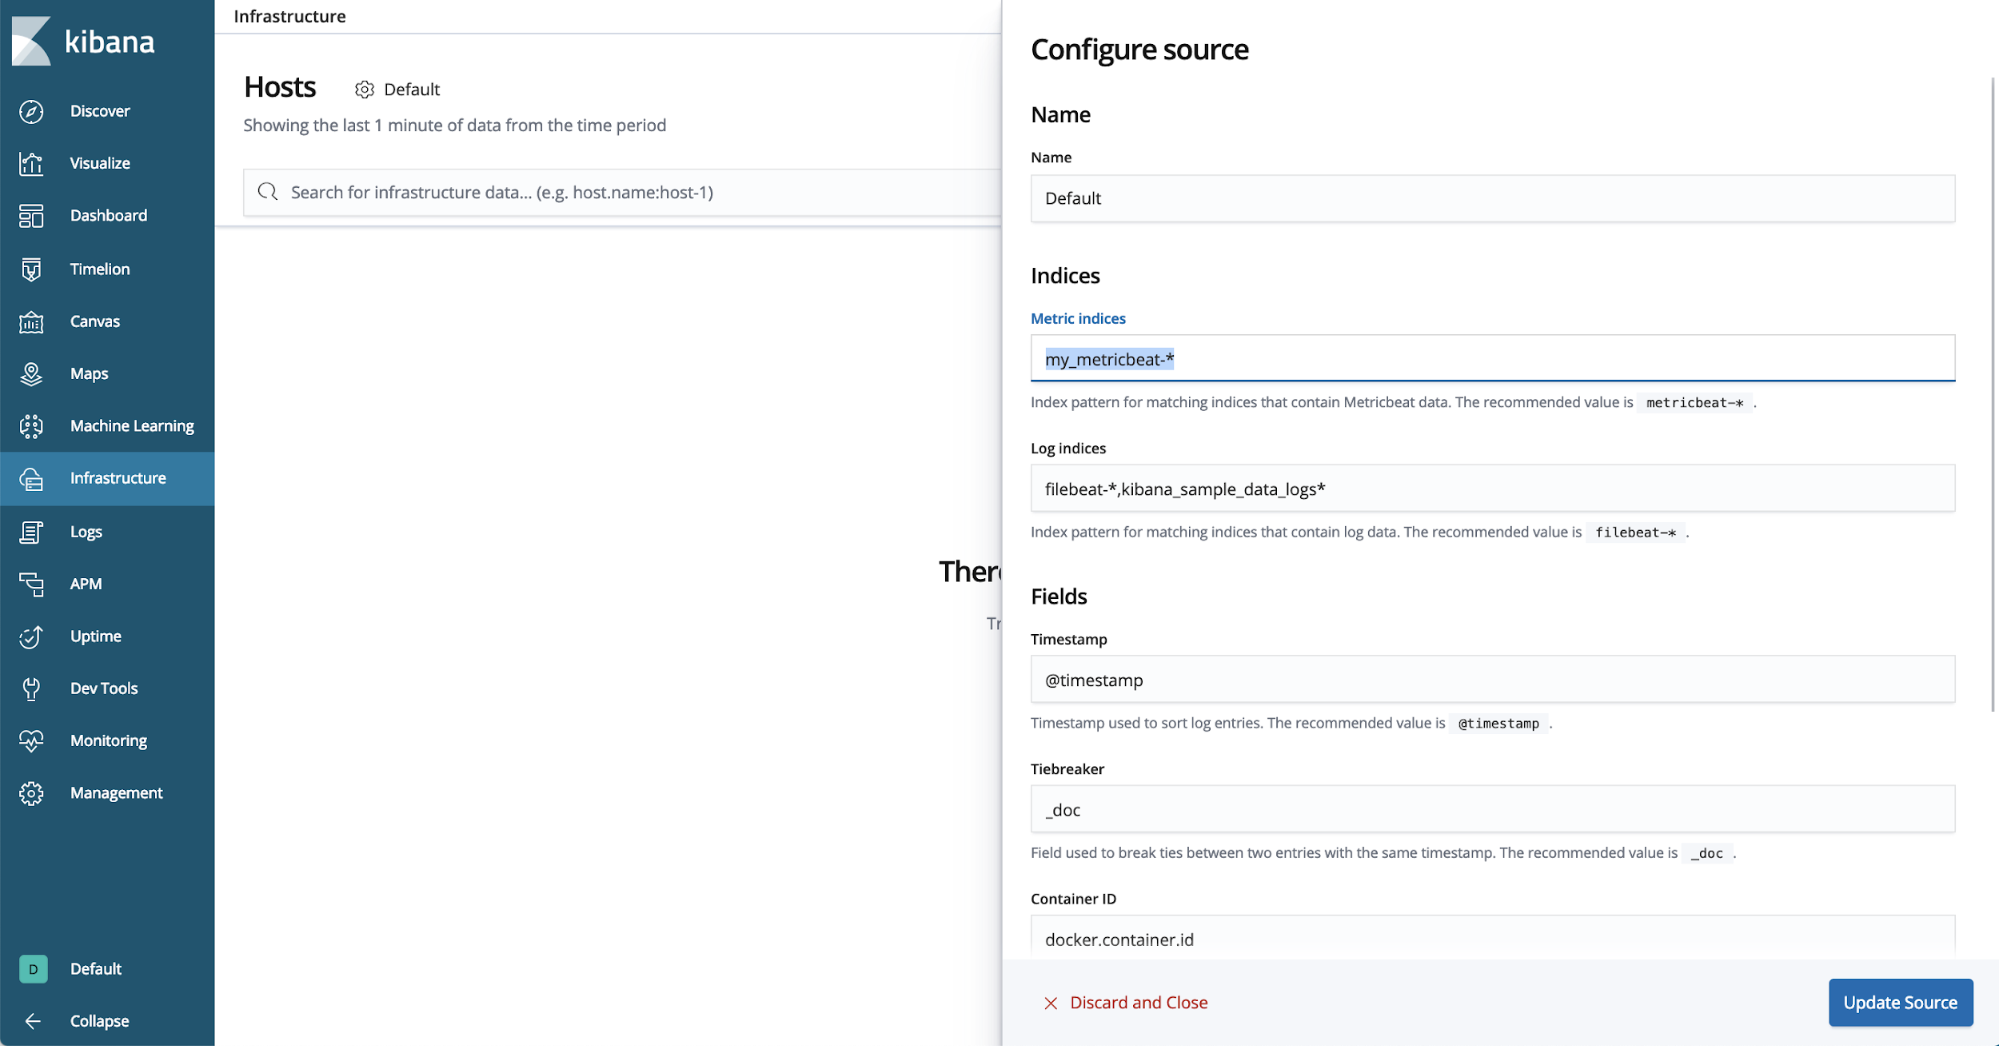 kibana
Discover
Visualize
Dashboard
Timelion
Canvas
Maps
Machine Learning
Infrastructure
Logs
APM
Uptime
Dev Tools
Monitoring
Management
D Default
Collapse
Infrastructure
Hosts Default
Showing the last 1 minute of data from the time period
Search for infrastructure data... (e.g. host.name:host-1)
Configure source
Name
Name
Default
Indices
Metric indices
my_metricbeat-*
Index pattern for matching indices that contain Metricbeat data. The recommended value is metricbeat-* .
Log indices
filebeat-*,kibana_sample_data_logs*
Index pattern for matching indices that contain log data. The recommended value is filebeat-* .
Fields
Timestamp
@timestamp
Timestamp used to sort log entries. The recommended value is @timestamp .
Tiebreaker
_doc
Field used to break ties between two entries with the same timestamp. The recommended value is _doc .
Container ID
docker.container.id
Discard and Close
Update Source